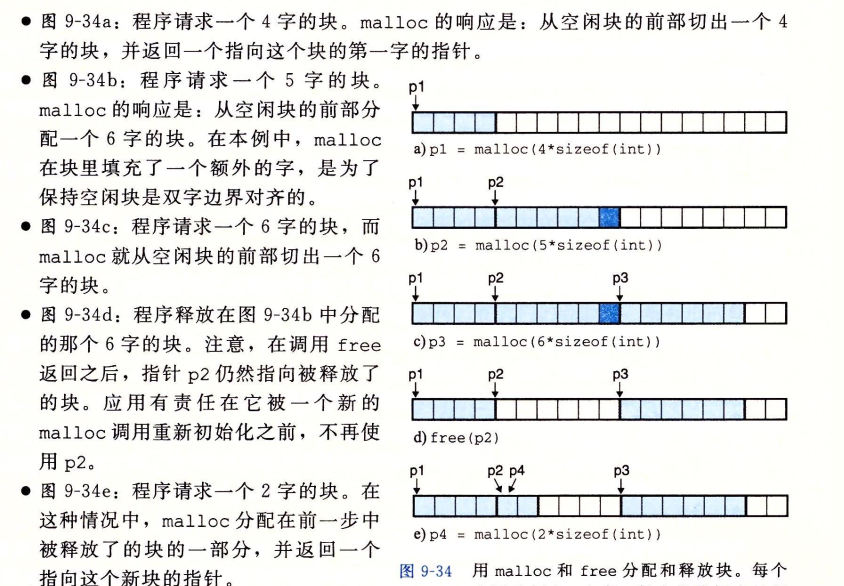 ● 图 9-34a：程序请求一个 4 字的块。malloc 的响应是：从空闲块的前部切出一个 4
字的块，并返回一个指向这个块的第一字的指针。
● 图 9-34b：程序请求一个 5 字的块。
malloc 的响应是：从空闲块的前部分
配一个 6 字的块。在本例中，malloc
在块里填充了一个额外的字，是为了
保持空闲块是双字边界对齐的。
● 图 9-34c：程序请求一个 6 字的块，而
malloc 就从空闲块的前部切出一个 6
字的块。
● 图 9-34d：程序释放在图 9-34b 中分配
的那个 6 字的块。注意，在调用 free
返回之后，指针 p2 仍然指向被释放了
的块。应用有责任在它被一个新的
malloc 调用重新初始化之前，不再使
用 p2。
● 图 9-34e：程序请求一个 2 字的块。在
这种情况中，malloc 分配在前一步中
被释放了的块的一部分，并返回一个
指向这个新块的指针。
p1
a) p1 = malloc(4*sizeof(int))
p1 p2
b) p2 = malloc(5*sizeof(int))
p1 p2 p3
c) p3 = malloc(6*sizeof(int))
p1 p2 p3
d) free(p2)
p1 p2 p4 p3
e) p4 = malloc(2*sizeof(int))
图 9-34 用 malloc 和 free 分配和释放块。每个